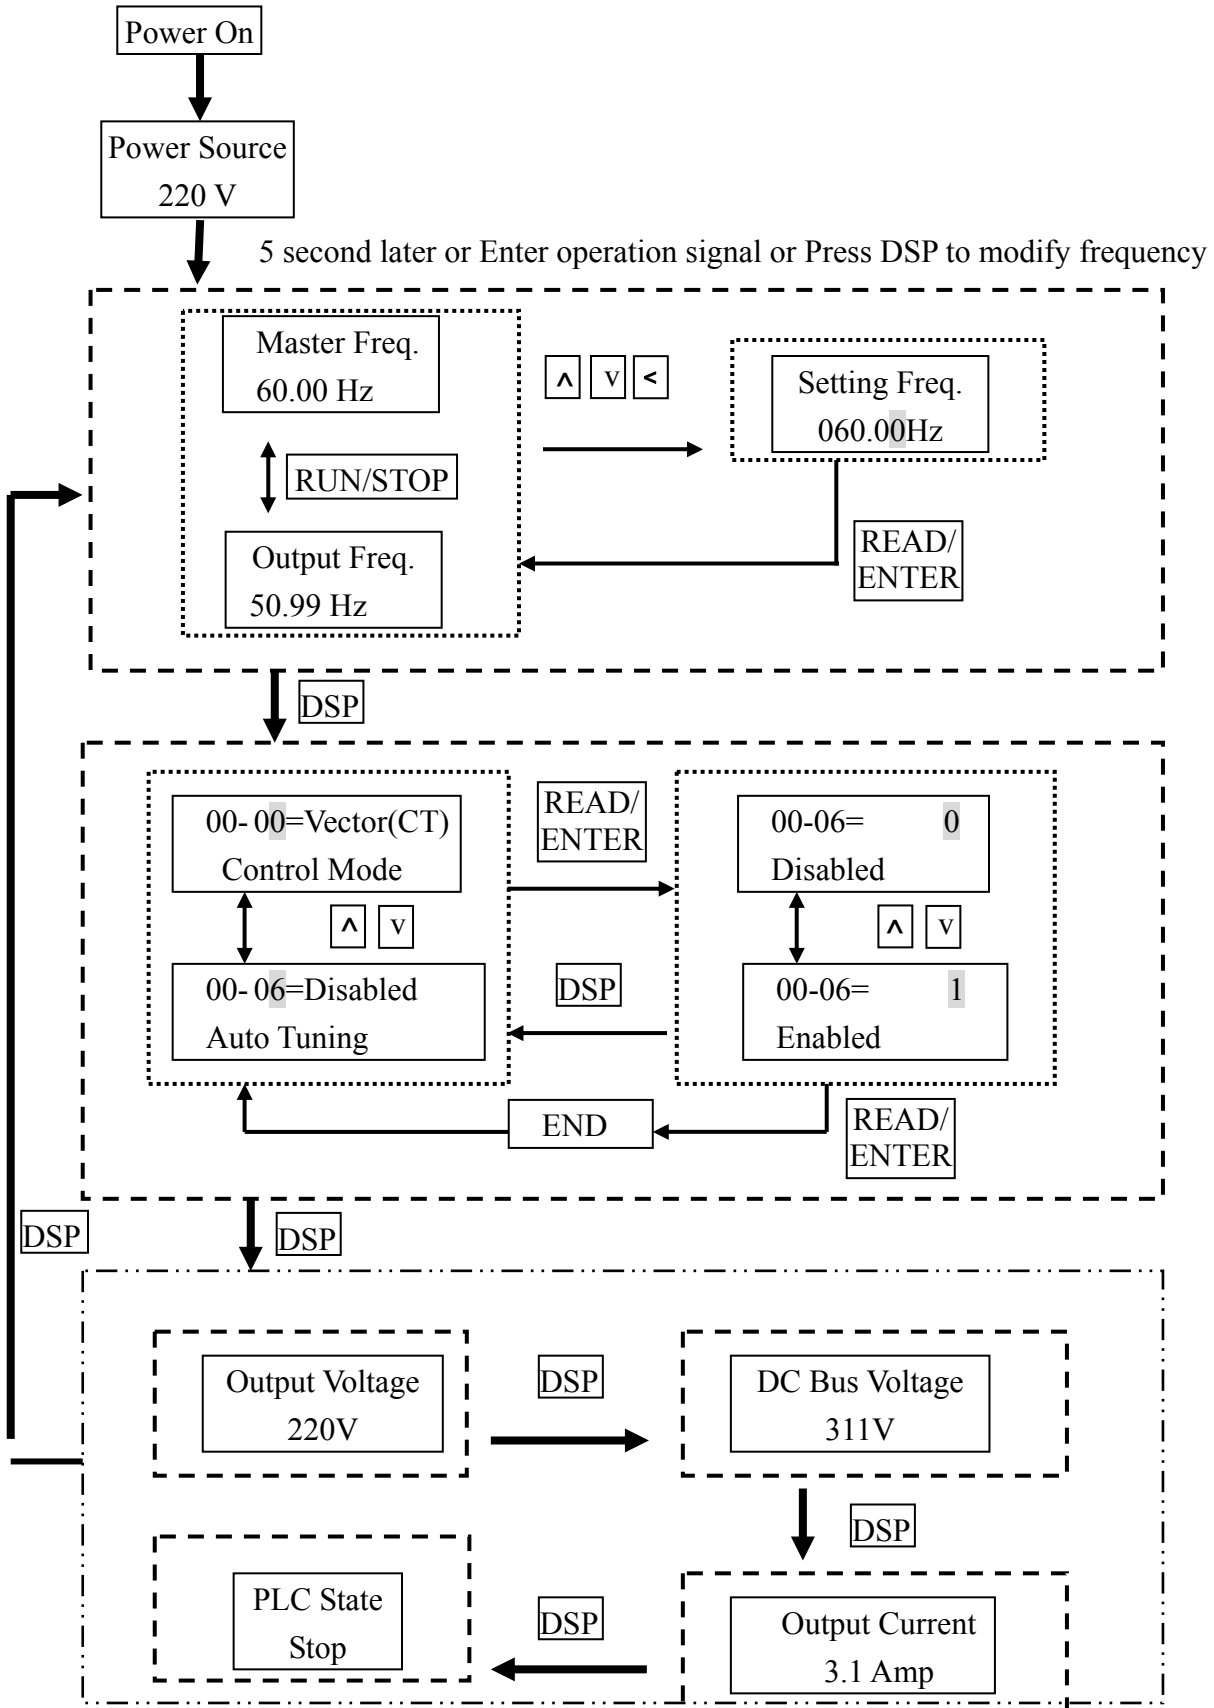 Power On
Power Source
220 V
5 second later or Enter operation signal or Press DSP to modify frequency
Master Freq.
60.00 Hz
^ v <
Setting Freq.
060.00Hz
RUN/STOP
Output Freq.
50.99 Hz
READ/
ENTER
DSP
00- 00=Vector(CT)
Control Mode
READ/
ENTER
00-06= 0
Disabled
^ v
^ v
00- 06=Disabled
Auto Tuning
DSP
00-06= 1
Enabled
END
READ/
ENTER
DSP
DSP
Output Voltage
220V
DSP
DC Bus Voltage
311V
DSP
PLC State
Stop
DSP
Output Current
3.1 Amp